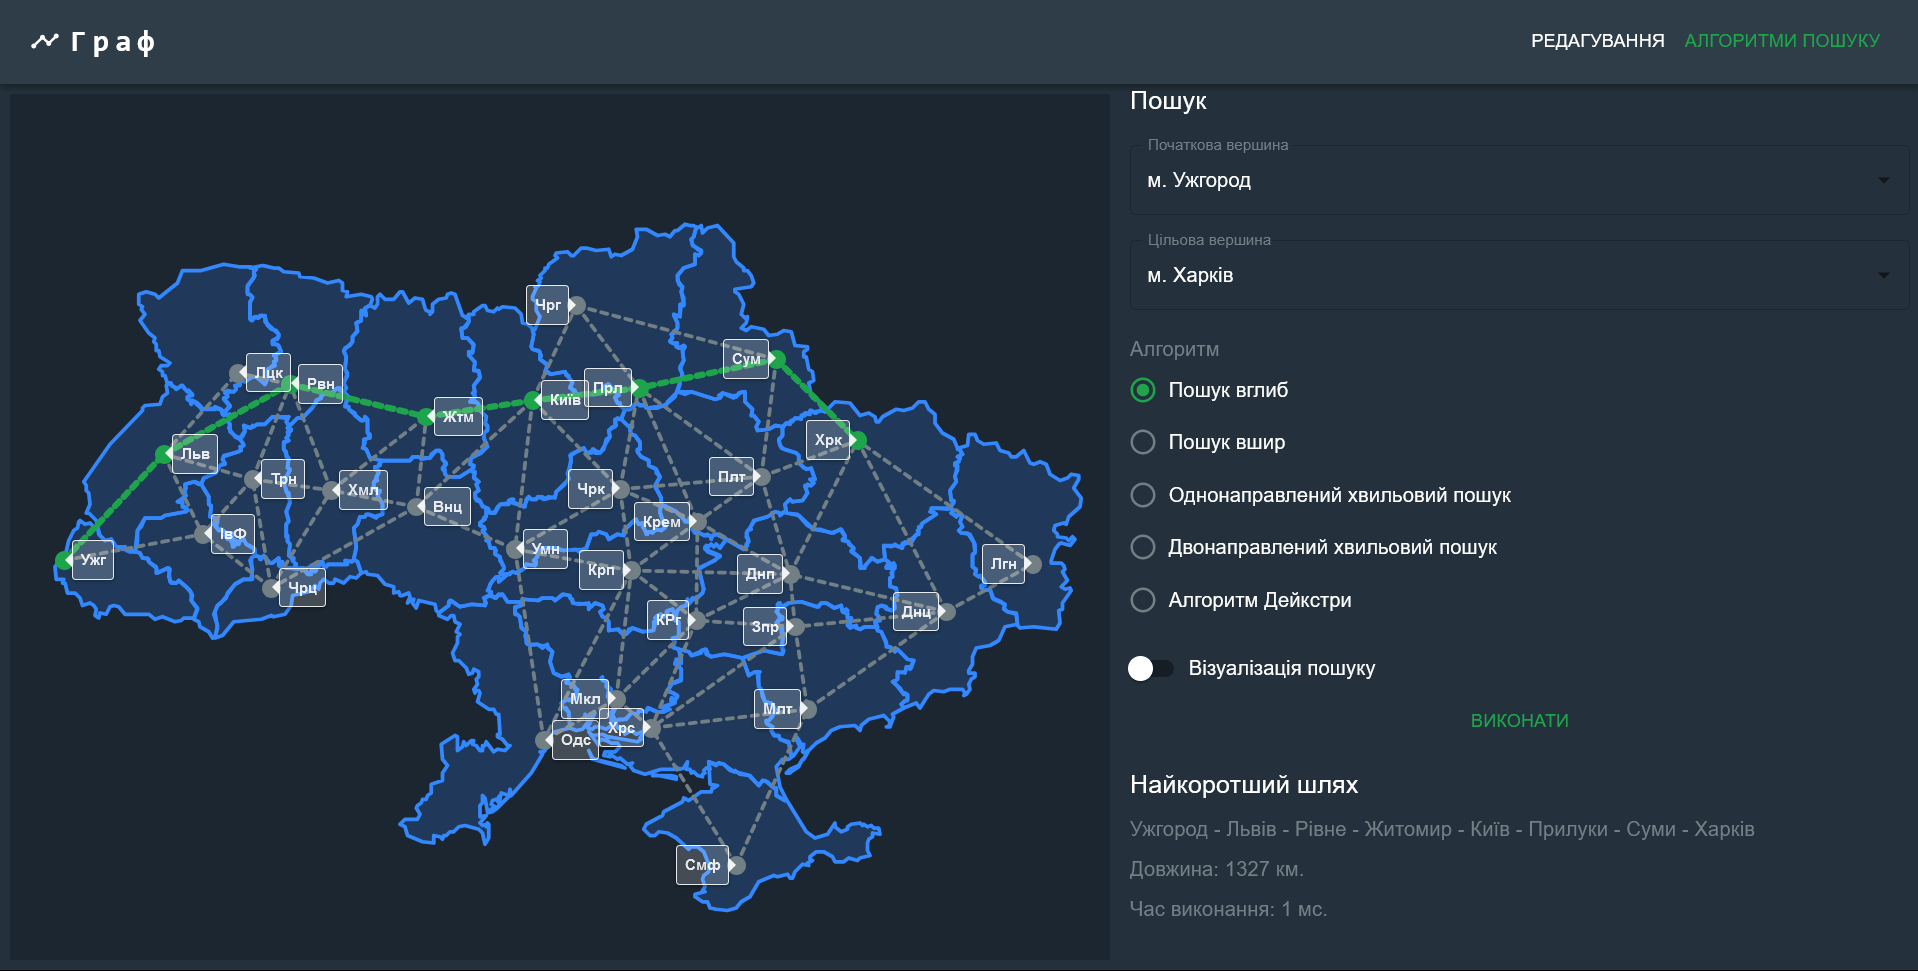 Граф
РЕДАГУВАННЯ
АЛГОРИТМИ ПОШУКУ
Чрг
Сум
Лцк
Рвн
Київ
Прл
Жтм
Хрк
Льв
Трн
Хмл
Внц
Чрк
Плт
Крем
ІвФ
Умн
Ужг
Крп
Днп
Лгн
Чрц
КРг
Зпр
Днц
Мкл
Хрс
Млт
Одс
Смф
Пошук
Початкова вершина
м. Ужгород
Цільова вершина
м. Харків
Алгоритм
Пошук вглиб
Пошук вшир
Однонаправлений хвильовий пошук
Двонаправлений хвильовий пошук
Алгоритм Дейкстри
Візуалізація пошуку
ВИКОНАТИ
Найкоротший шлях
Ужгород - Львів - Рівне - Житомир - Київ - Прилуки - Суми - Харків
Довжина: 1327 км.
Час виконання: 1 мс.